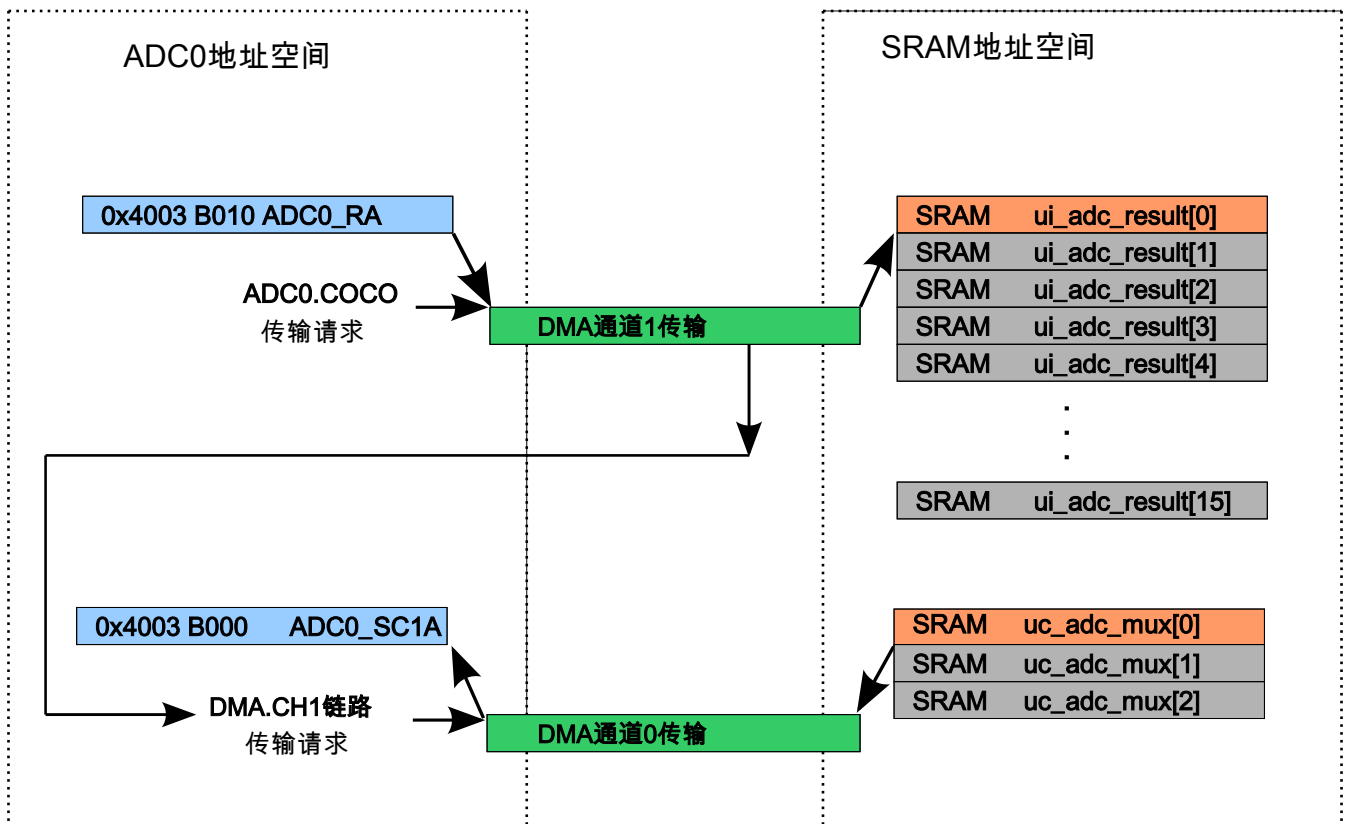 ADC0地址空间
SRAM地址空间
0x4003 B010 ADC0_RA
SRAM ui_adc_result[0]
SRAM ui_adc_result[1]
SRAM ui_adc_result[2]
SRAM ui_adc_result[3]
SRAM ui_adc_result[4]
ADC0.COCO
传输请求
DMA通道1传输
.
.
.
SRAM ui_adc_result[15]
0x4003 B000 ADC0_SC1A
SRAM uc_adc_mux[0]
SRAM uc_adc_mux[1]
SRAM uc_adc_mux[2]
DMA.CH1链路
传输请求
DMA通道0传输